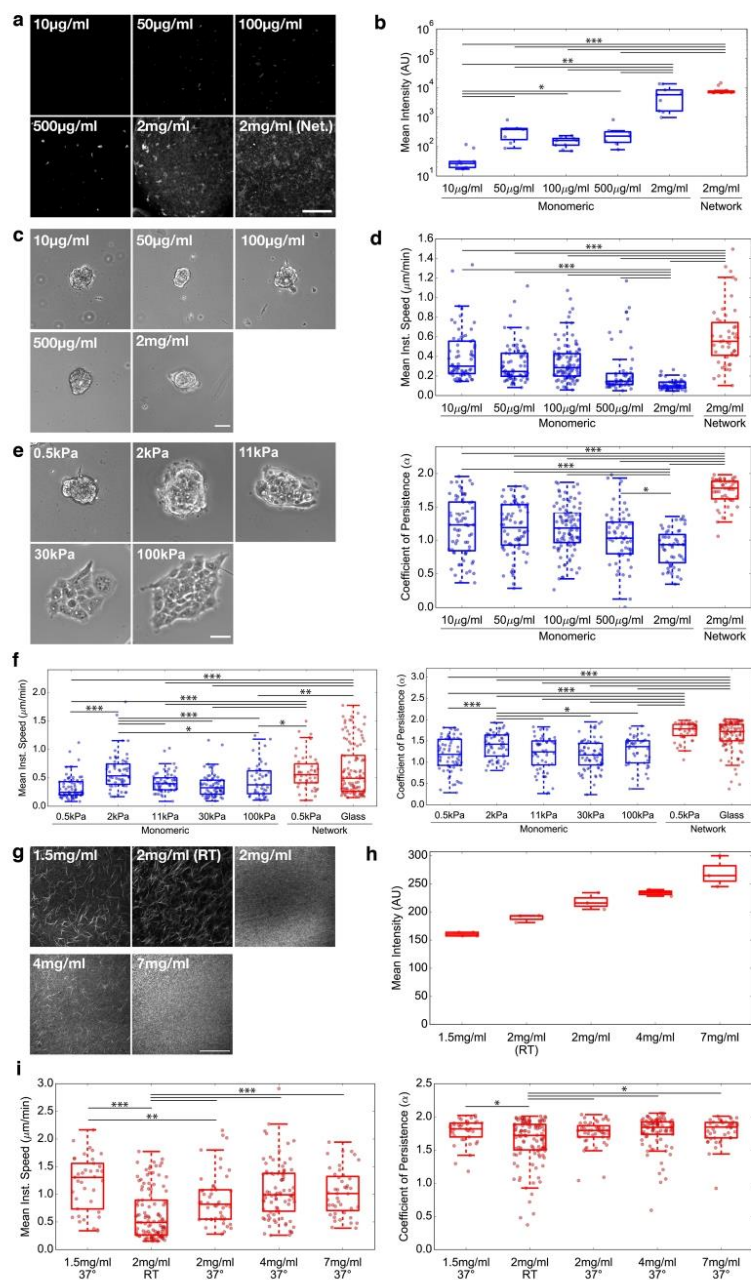 a
10µg/ml 50µg/ml 100µg/ml
500µg/ml 2mg/ml 2mg/ml (Net.)
b
Mean Intensity (AU)
10⁶
10⁵
10⁴
10³
10²
10¹
***
**
*
10µg/ml 50µg/ml 100µg/ml 500µg/ml 2mg/ml 2mg/ml
Monomeric Network
c
10µg/ml 50µg/ml 100µg/ml
500µg/ml 2mg/ml
d
Mean Inst. Speed (µm/min)
1.6
1.4
1.2
1.0
0.8
0.6
0.4
0.2
0.0
***
***
10µg/ml 50µg/ml 100µg/ml 500µg/ml 2mg/ml 2mg/ml
Monomeric Network
Coefficient of Persistence (α)
2.0
1.5
1.0
0.5
0.0
***
***
*
10µg/ml 50µg/ml 100µg/ml 500µg/ml 2mg/ml 2mg/ml
Monomeric Network
e
0.5kPa 2kPa 11kPa
30kPa 100kPa
f
Mean Inst. Speed (µm/min)
2.0
1.5
1.0
0.5
0.0
***
***
**
***
***
*
*
0.5kPa 2kPa 11kPa 30kPa 100kPa 0.5kPa Glass
Monomeric Network
Coefficient of Persistence (α)
2.5
2.0
1.5
1.0
0.5
0.0
***
***
***
*
0.5kPa 2kPa 11kPa 30kPa 100kPa 0.5kPa Glass
Monomeric Network
g
1.5mg/ml 2mg/ml (RT) 2mg/ml
4mg/ml 7mg/ml
h
Mean Intensity (AU)
300
250
200
150
100
50
0
1.5mg/ml 2mg/ml 2mg/ml 4mg/ml 7mg/ml
(RT)
i
Mean Inst. Speed (µm/min)
3.0
2.5
2.0
1.5
1.0
0.5
0.0
***
***
**
1.5mg/ml 2mg/ml 2mg/ml 4mg/ml 7mg/ml
37° RT 37° 37° 37°
Coefficient of Persistence (α)
2.5
2.0
1.5
1.0
0.5
0.0
*
*
1.5mg/ml 2mg/ml 2mg/ml 4mg/ml 7mg/ml
37° RT 37° 37° 37°